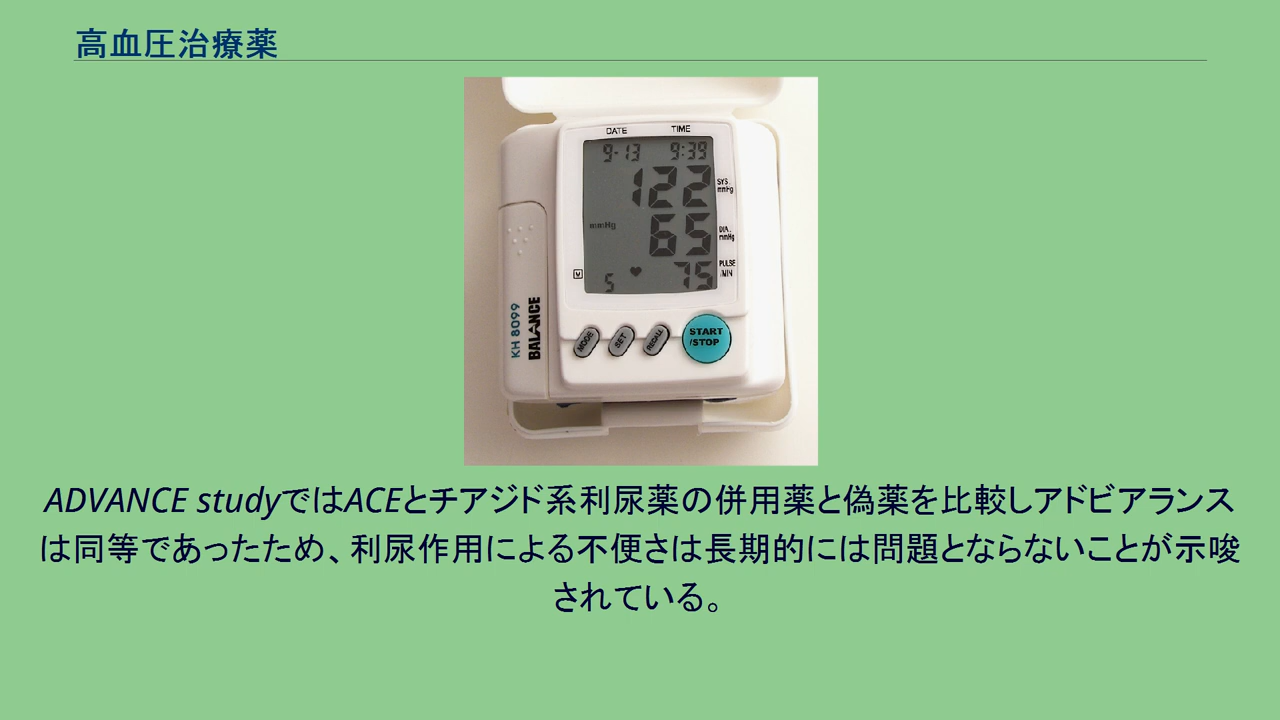 高血圧治療薬
DATE TIME
9-13 9:39
122 SYS. mmHg
mmHg 65 DIA. mmHg
5 75 PULSE /MIN
M
KH 8099
BALANCE
MODE SET RECALL START /STOP
ADVANCE studyではACEとチアジド系利尿薬の併用薬と偽薬を比較しアドビアランス
は同等であったため、利尿作用による不便さは長期的には問題とならないことが示唆
されている。